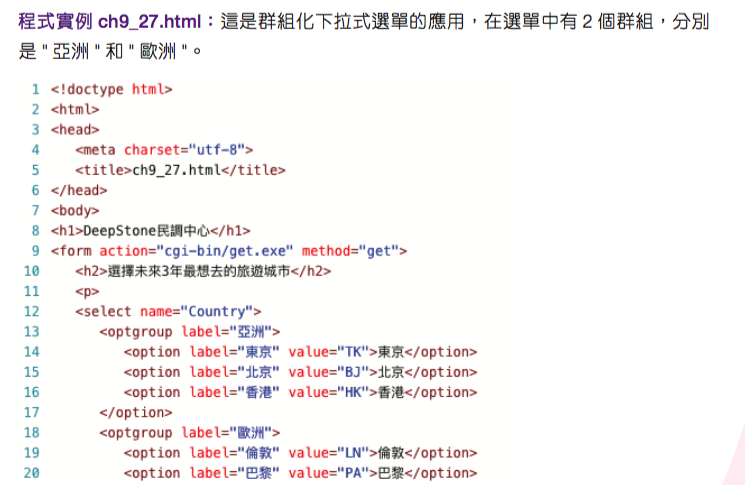 程式實例 ch9_27.html：這是群組化下拉式選單的應用，在選單中有 2 個群組，分別
是 " 亞洲 " 和 " 歐洲 "。
1 <!doctype html>
2 <html>
3 <head>
4 <meta charset="utf-8">
5 <title>ch9_27.html</title>
6 </head>
7 <body>
8 <h1>DeepStone民調中心</h1>
9 <form action="cgi-bin/get.exe" method="get">
10 <h2>選擇未來3年最想去的旅遊城市</h2>
11 <p>
12 <select name="Country">
13 <optgroup label="亞洲">
14 <option label="東京" value="TK">東京</option>
15 <option label="北京" value="BJ">北京</option>
16 <option label="香港" value="HK">香港</option>
17 </option>
18 <optgroup label="歐洲">
19 <option label="倫敦" value="LN">倫敦</option>
20 <option label="巴黎" value="PA">巴黎</option>